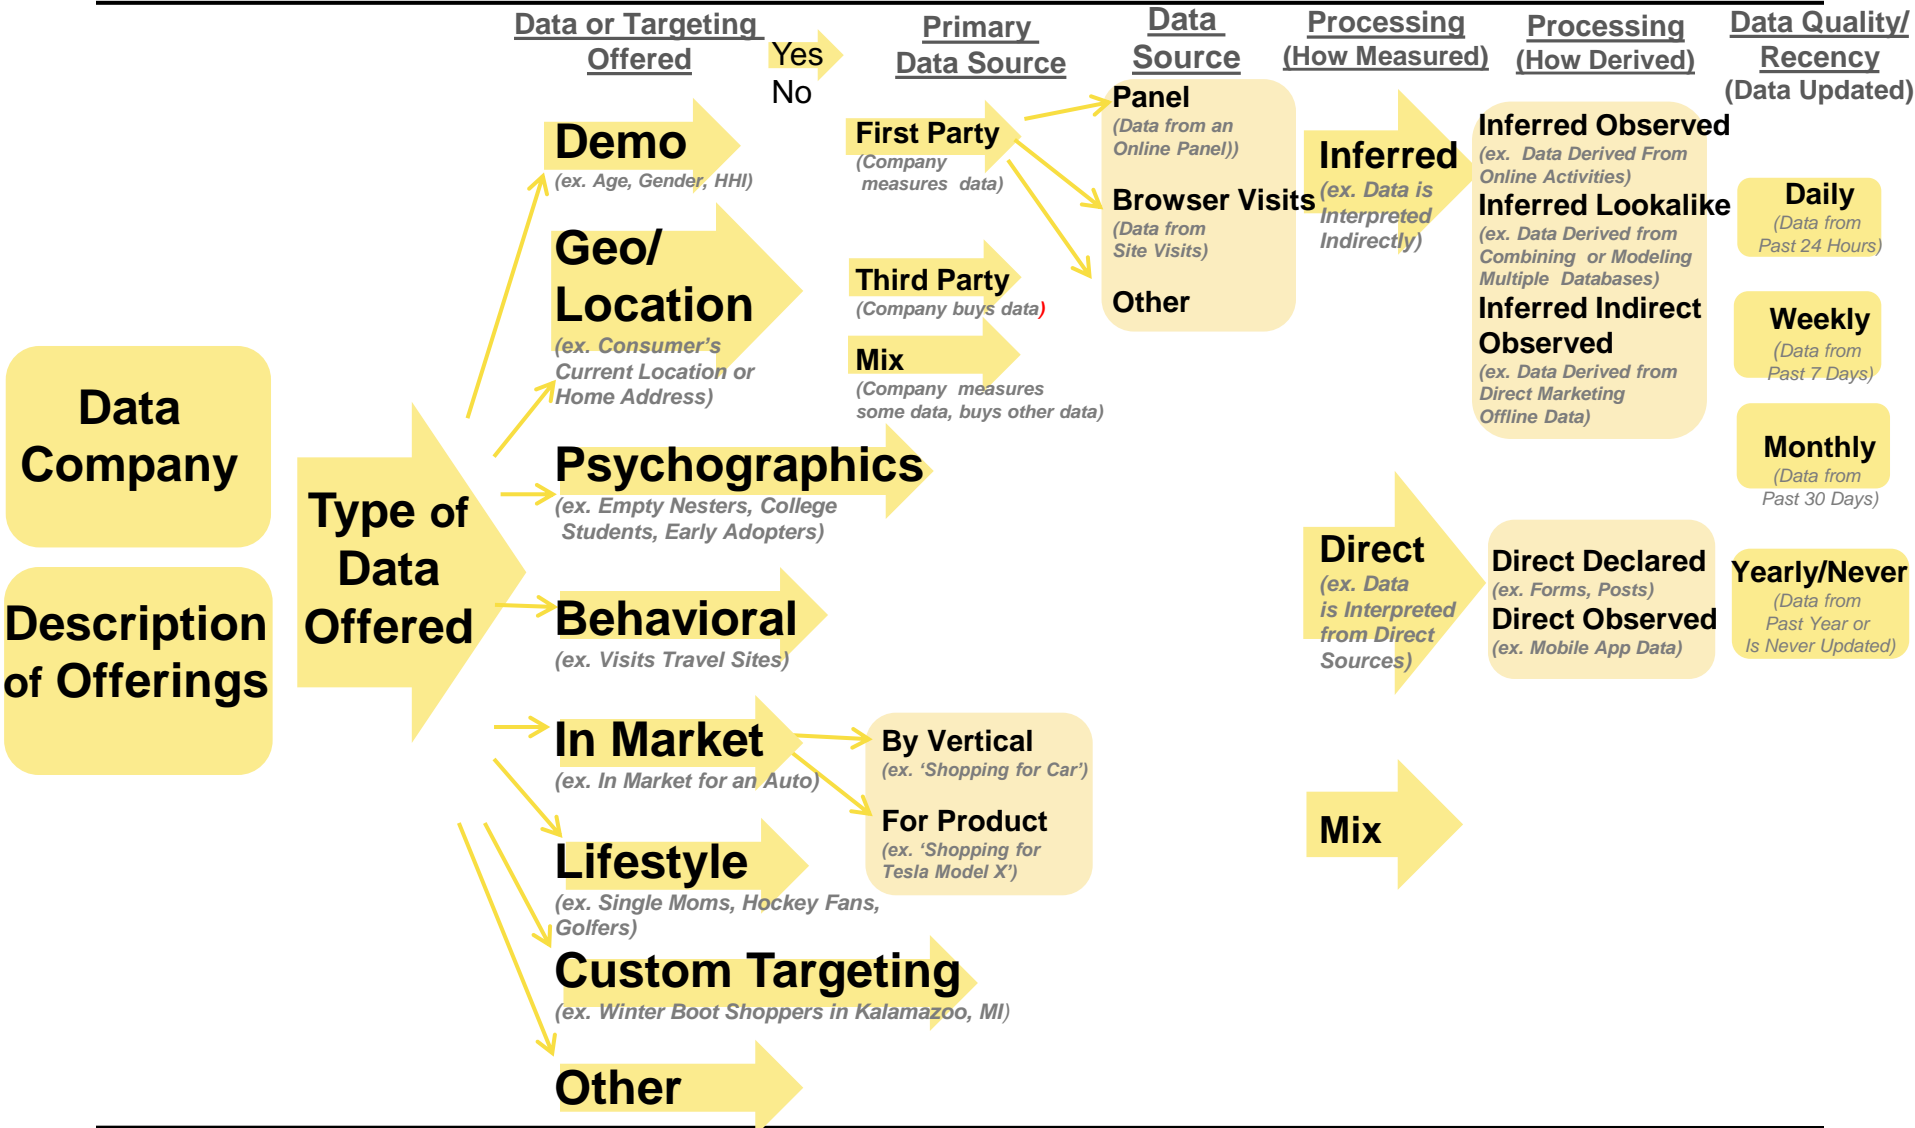 Data or Targeting
Offered
Yes
No
Primary
Data Source
Data
Source
Processing
(How Measured)
Processing
(How Derived)
Data Quality/
Recency
(Data Updated)
Data
Company
Description
of Offerings
Type of
Data
Offered
Demo
(ex. Age, Gender, HHI)
Geo/
Location
(ex. Consumer's
Current Location or
Home Address)
Psychographics
(ex. Empty Nesters, College
Students, Early Adopters)
Behavioral
(ex. Visits Travel Sites)
In Market
(ex. In Market for an Auto)
Lifestyle
(ex. Single Moms, Hockey Fans,
Golfers)
Custom Targeting
(ex. Winter Boot Shoppers in Kalamazoo, MI)
Other
First Party
(Company
measures data)
Third Party
(Company buys data)
Mix
(Company measures
some data, buys other data)
By Vertical
(ex. ‘Shopping for Car’)
For Product
(ex. ‘Shopping for
Tesla Model X’)
Panel
(Data from an
Online Panel))
Browser Visits
(Data from
Site Visits)
Other
Inferred
(ex. Data is
Interpreted
Indirectly)
Direct
(ex. Data
is Interpreted
from Direct
Sources)
Mix
Inferred Observed
(ex. Data Derived From
Online Activities)
Inferred Lookalike
(ex. Data Derived from
Combining or Modeling
Multiple Databases)
Inferred Indirect
Observed
(ex. Data Derived from
Direct Marketing
Offline Data)
Direct Declared
(ex. Forms, Posts)
Direct Observed
(ex. Mobile App Data)
Daily
(Data from
Past 24 Hours)
Weekly
(Data from
Past 7 Days)
Monthly
(Data from
Past 30 Days)
Yearly/Never
(Data from
Past Year or
Is Never Updated)